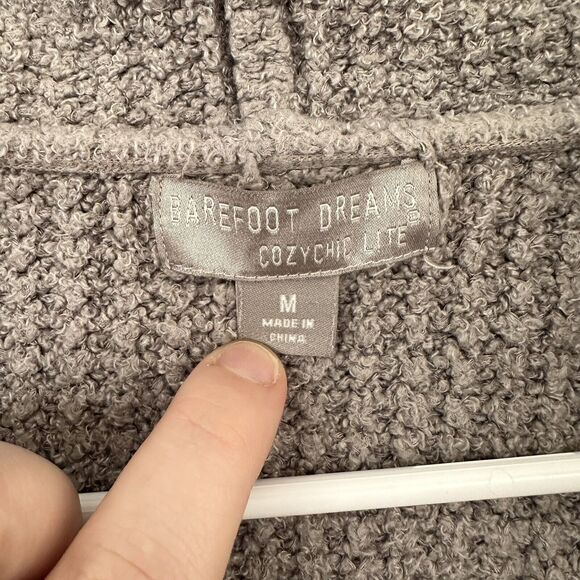 BAREFOOT DREAMS®
COZYCHIC LITE
M
MADE IN
CHINA